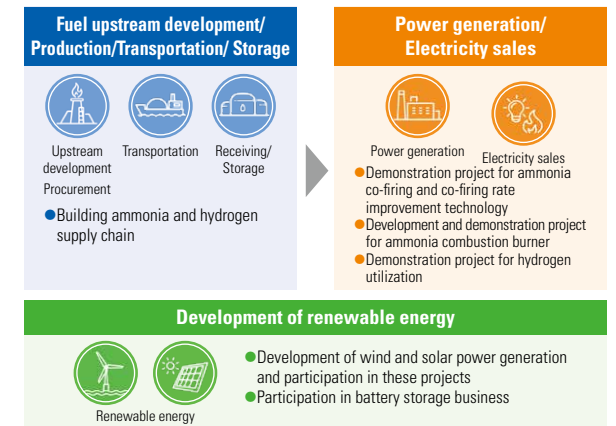 Fuel upstream development/
Production/Transportation/ Storage
Upstream
development
Procurement
Transportation
Receiving/
Storage
●Building ammonia and hydrogen
supply chain
Power generation/
Electricity sales
Power generation
Electricity sales
●Demonstration project for ammonia
co-firing and co-firing rate
improvement technology
●Development and demonstration project
for ammonia combustion burner
●Demonstration project for hydrogen
utilization
Development of renewable energy
Renewable energy
●Development of wind and solar power generation
and participation in these projects
●Participation in battery storage business